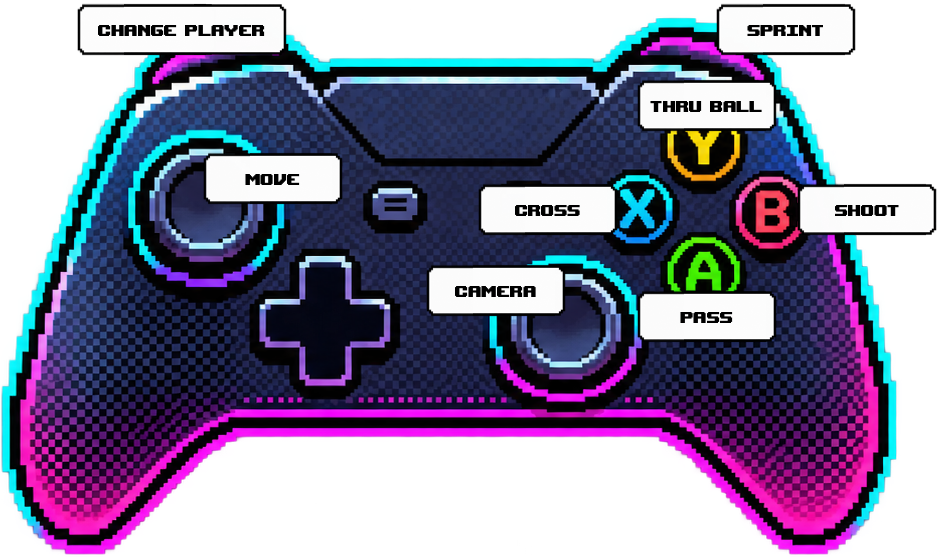 CHANGE PLAYER
SPRINT
THRU BALL
Y
MOVE
CROSS
X
B
SHOOT
A
CAMERA
PASS